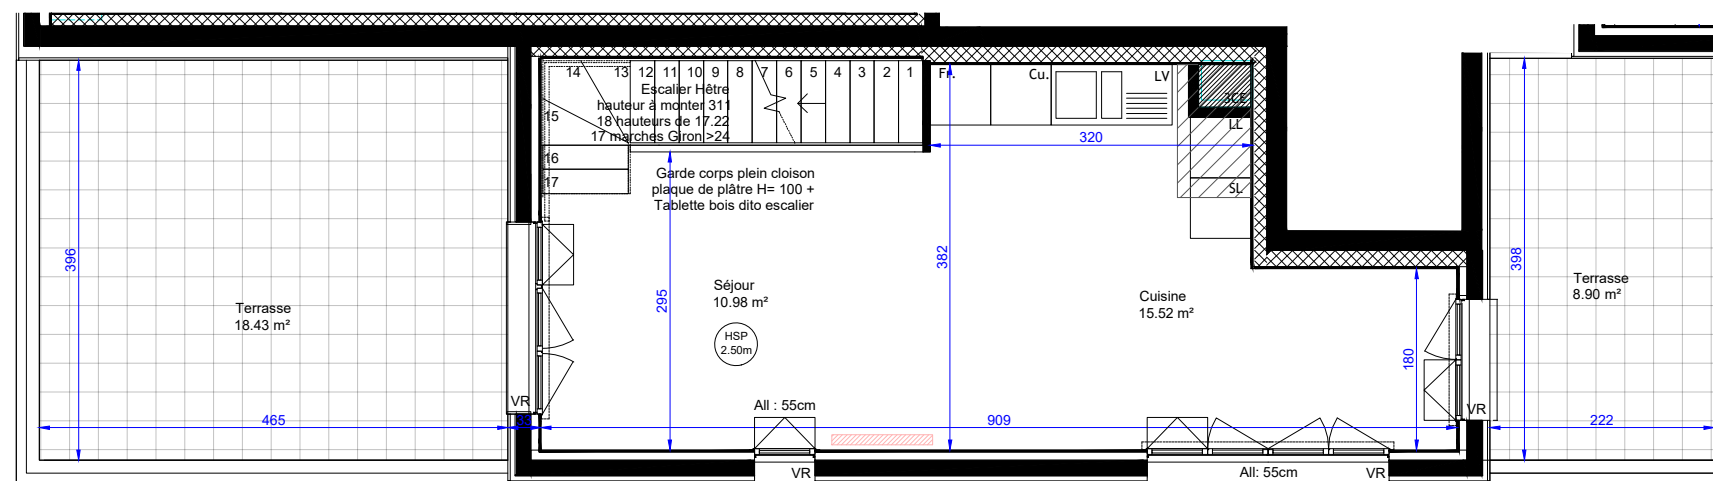 14
13
12
11
10
9
8
7
6
5
4
3
2
1
Fr.
Cu.
LV
Escalier Hêtre
hauteur à monter 311
18 hauteurs de 17.22
17 marches Giron >24
15
16
17
3CE
LL
SL
320
Garde corps plein cloison
plaque de plâtre H= 100 +
Tablette bois dito escalier
396
295
382
398
180
Terrasse
18.43 m²
Séjour
10.98 m²
HSP
2.50m
Cuisine
15.52 m²
Terrasse
8.90 m²
VR
All : 55cm
VR
465
33
909
222
VR
All: 55cm
VR